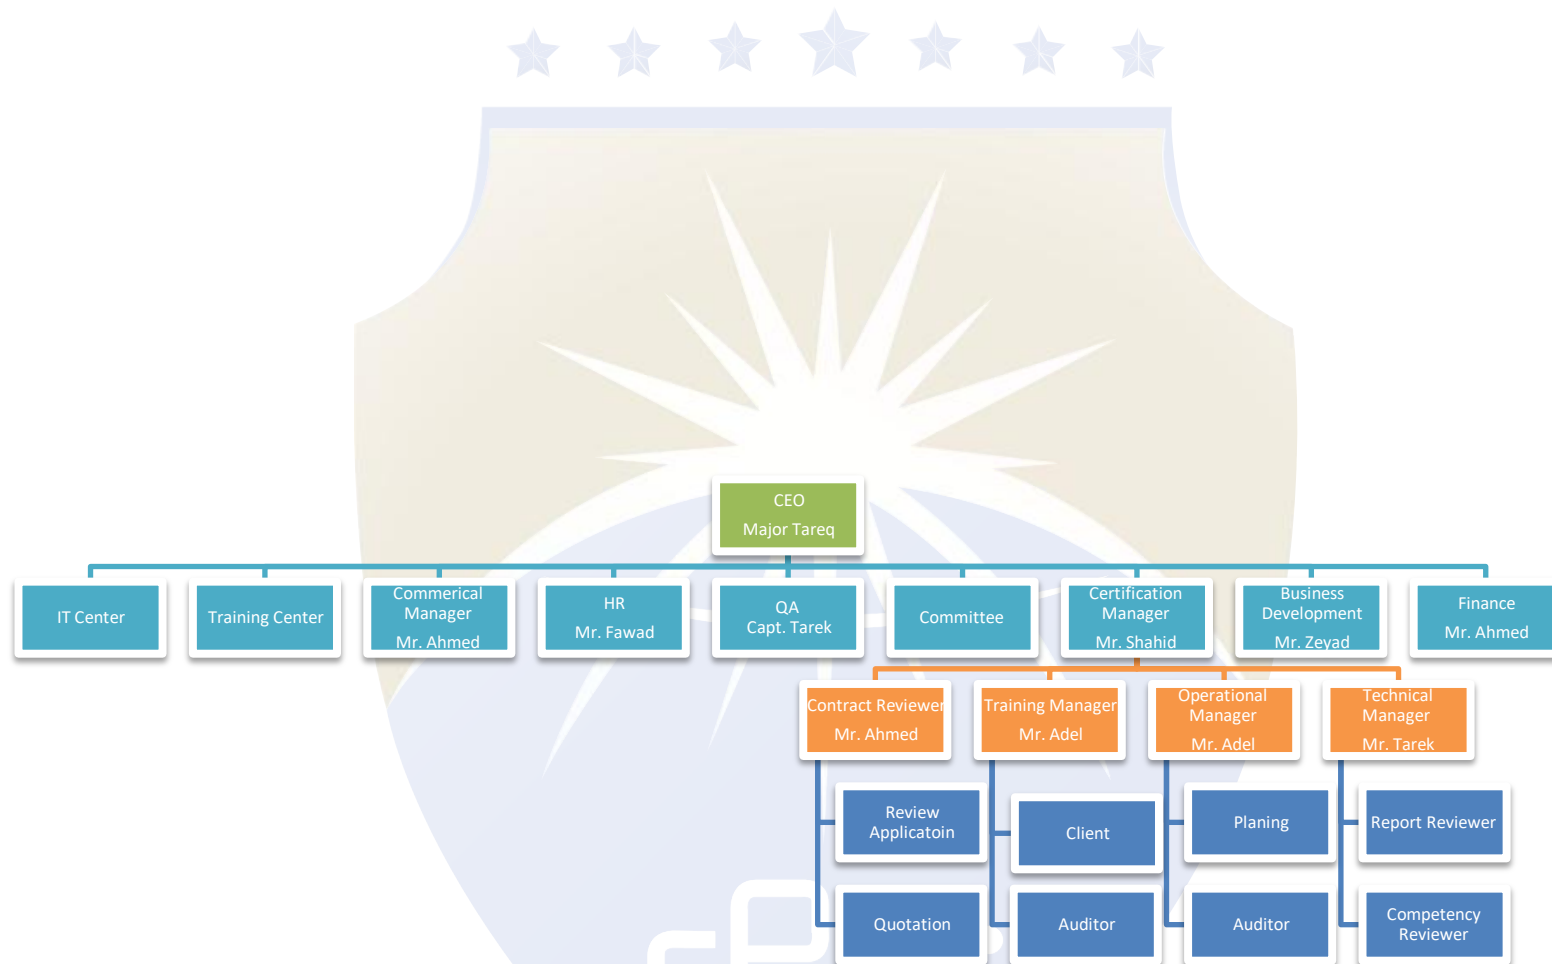 CEO
Major Tareq
IT Center
Training Center
Commerical
Manager
Mr. Ahmed
HR
Mr. Fawad
QA
Capt. Tarek
Committee
Certification
Manager
Mr. Shahid
Business
Development
Mr. Zeyad
Finance
Mr. Ahmed
Contract Reviewer
Mr. Ahmed
Training Manager
Mr. Adel
Operational
Manager
Mr. Adel
Technical
Manager
Mr. Tarek
Review
Applicatoin
Client
Planing
Report Reviewer
Quotation
Auditor
Auditor
Competency
Reviewer